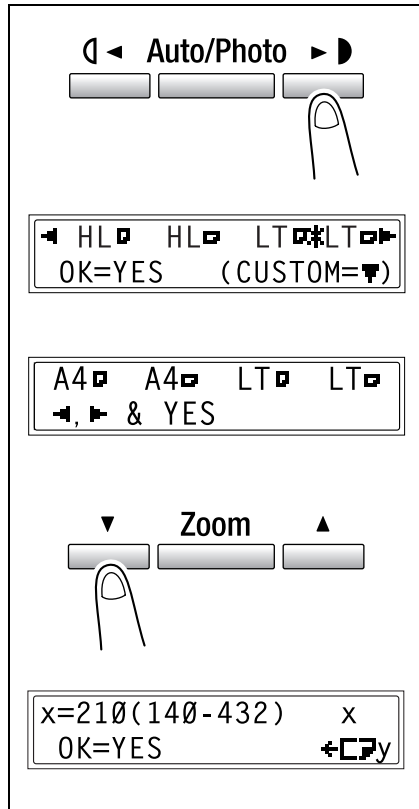 ◄ Auto/Photo ►
◄ HL HL LT*LT►
OK=YES (CUSTOM=▼)
A4 A4 LT LT
◄,► & YES
▼ Zoom ▲
x=210(140-432) x
OK=YES ←y